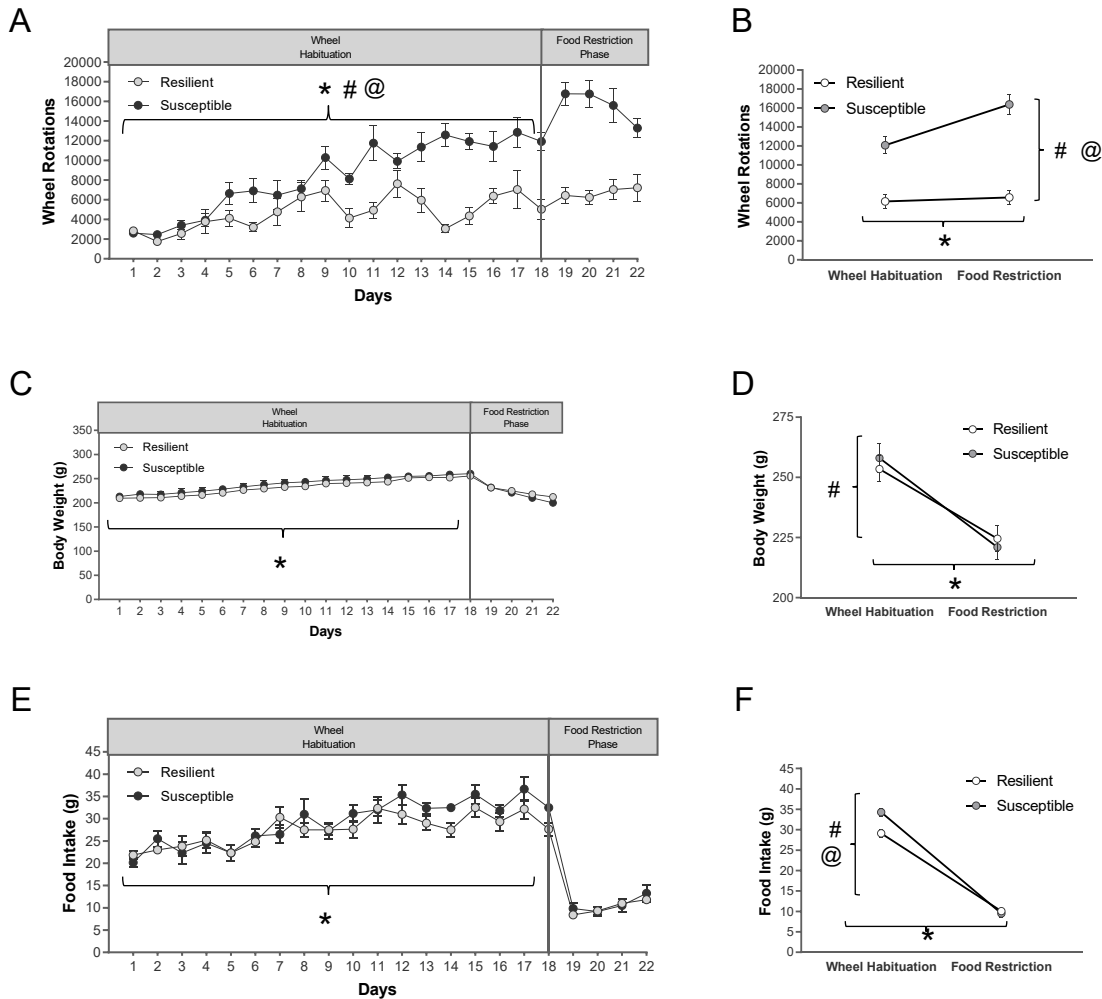 A
Wheel
Habituation
Food Restriction
Phase
Resilient
Susceptible
* # @
20000
18000
16000
14000
12000
10000
8000
6000
4000
2000
0
Wheel Rotations
1 2 3 4 5 6 7 8 9 10 11 12 13 14 15 16 17 18 19 20 21 22
Days
B
Resilient
Susceptible
20000
18000
16000
14000
12000
10000
8000
6000
4000
2000
0
Wheel Rotations
# @
*
Wheel Habituation Food Restriction
C
Wheel
Habituation
Food Restriction
Phase
Resilient
Susceptible
350
300
250
200
150
100
50
0
Body Weight (g)
*
1 2 3 4 5 6 7 8 9 10 11 12 13 14 15 16 17 18 19 20 21 22
Days
D
Resilient
Susceptible
275
250
225
200
Body Weight (g)
#
*
Wheel Habituation Food Restriction
E
Wheel
Habituation
Food Restriction
Phase
Resilient
Susceptible
45
40
35
30
25
20
15
10
5
0
Food Intake (g)
*
1 2 3 4 5 6 7 8 9 10 11 12 13 14 15 16 17 18 19 20 21 22
Days
F
Resilient
Susceptible
45
40
35
30
25
20
15
10
5
0
Food Intake (g)
#
@
*
Wheel Habituation Food Restriction